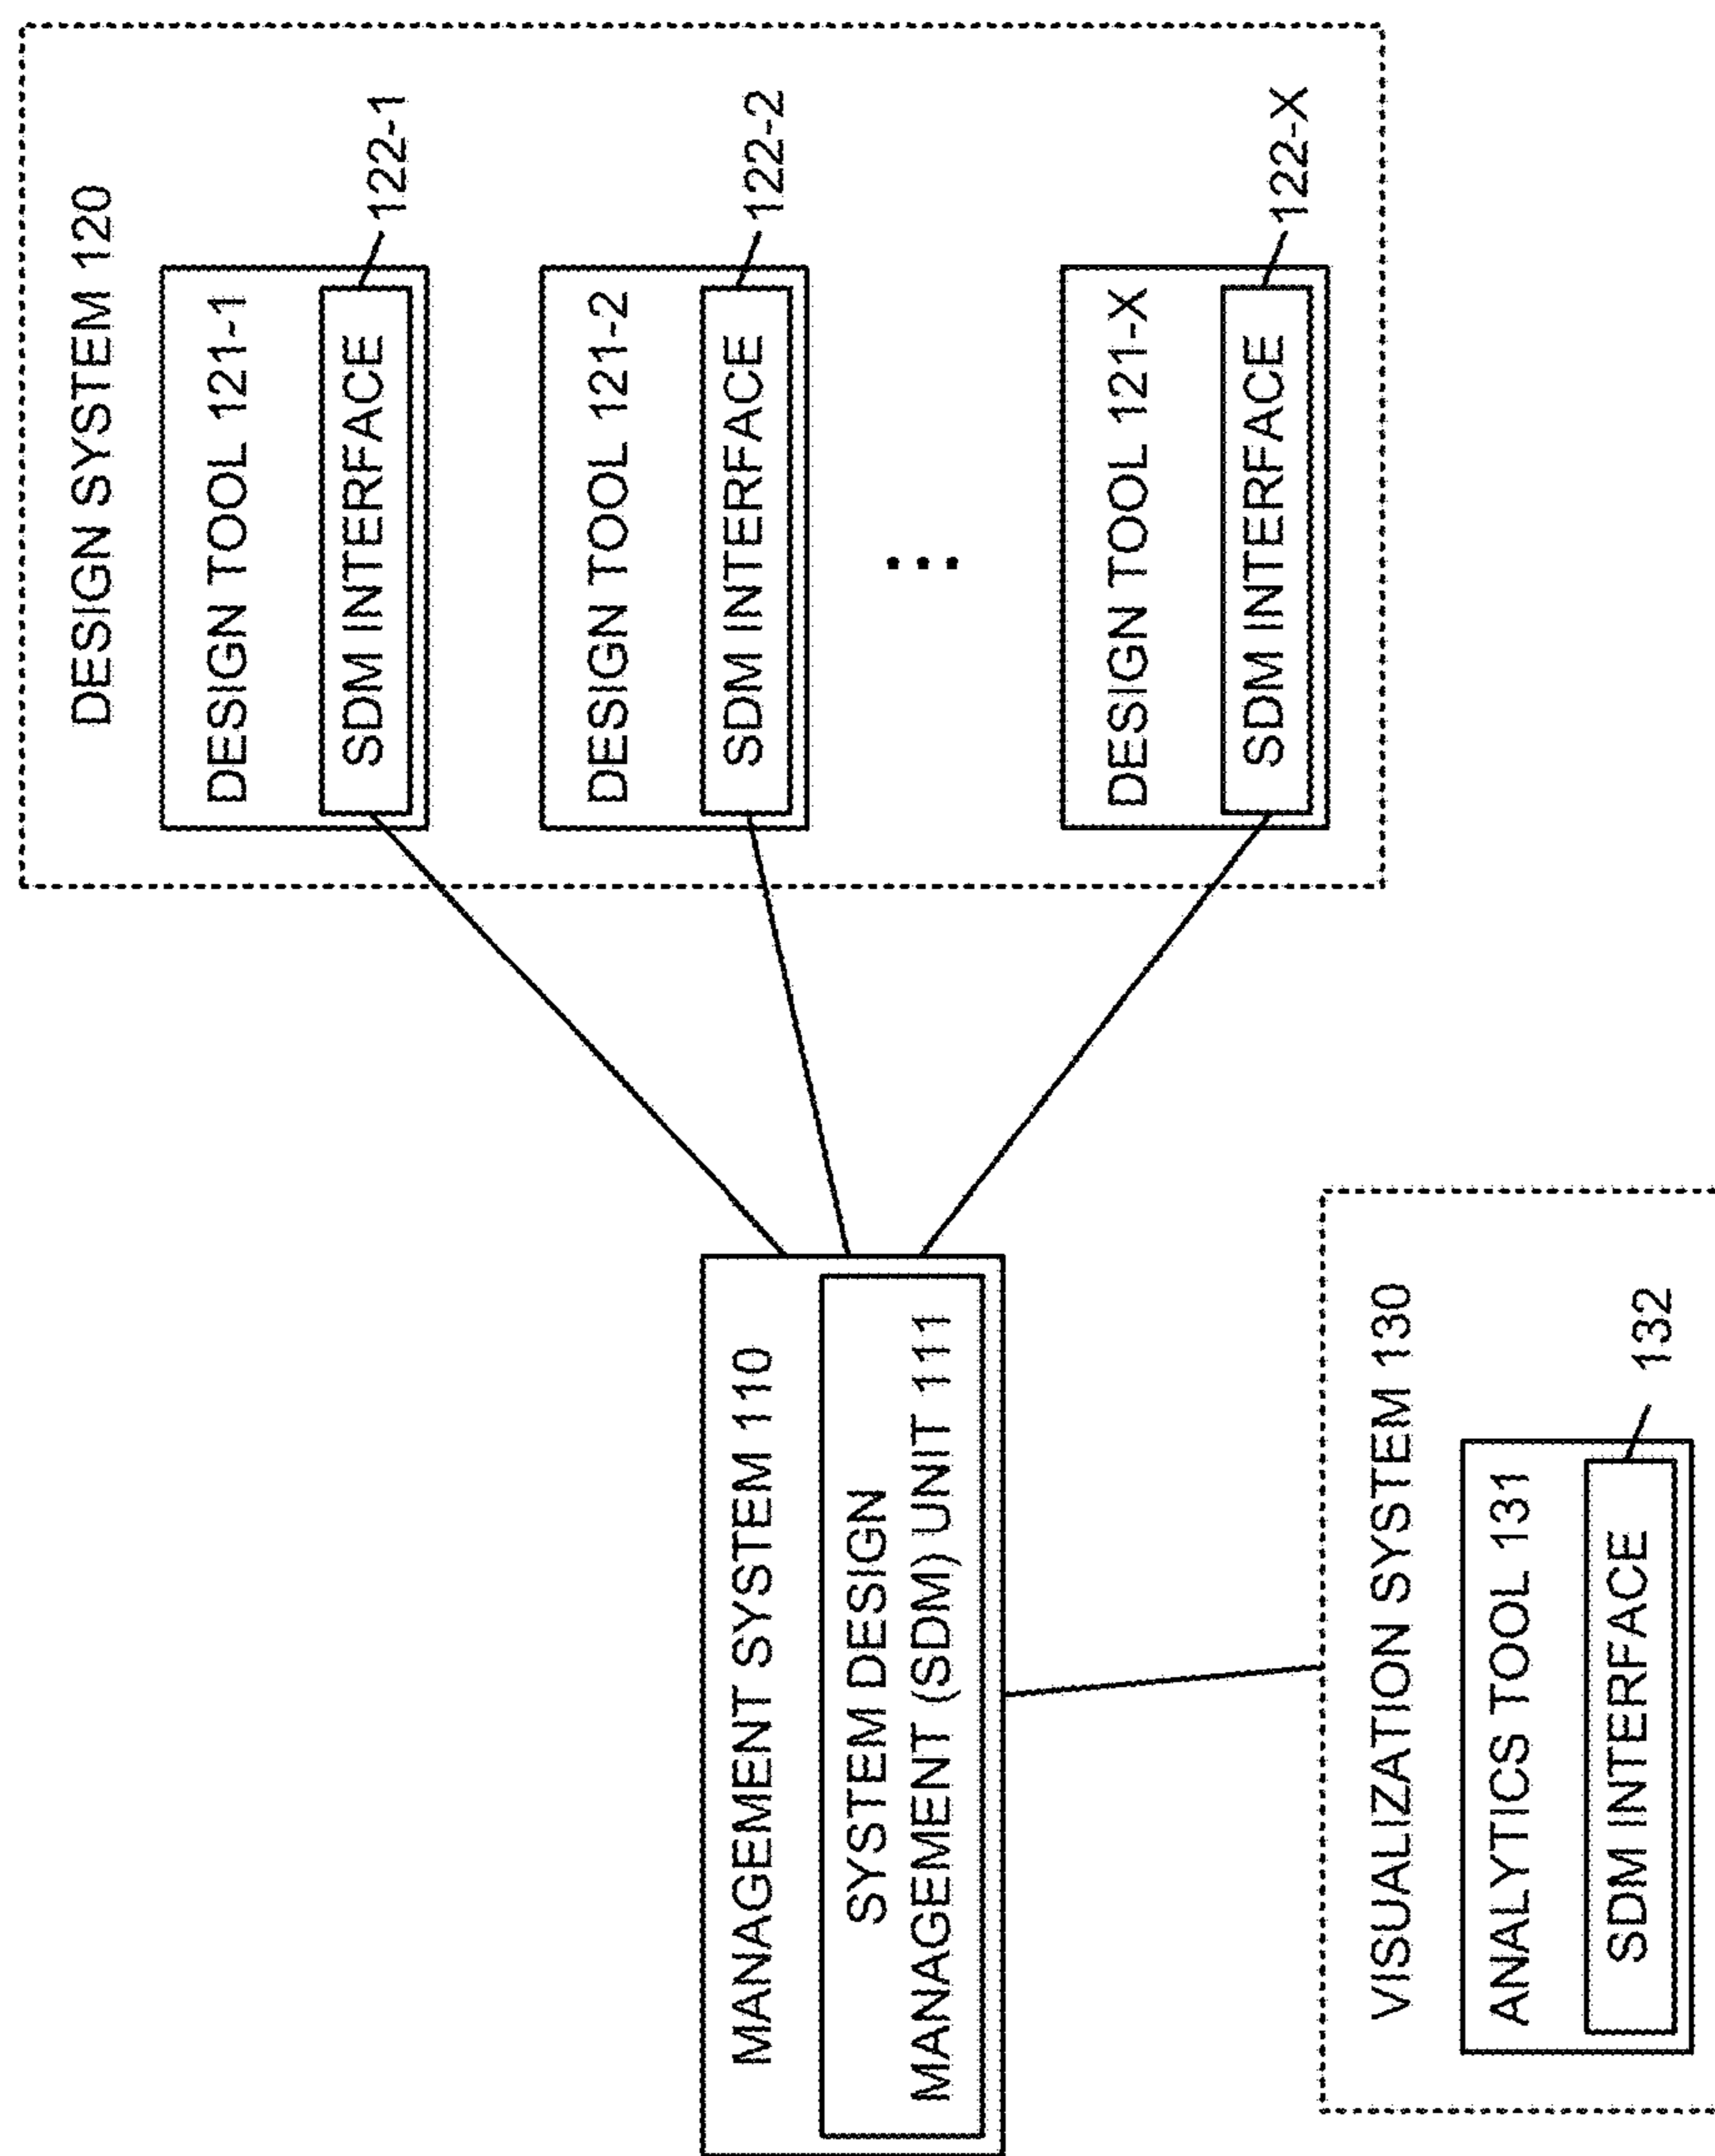 DESIGN SYSTEM 120
DESIGN TOOL 121-1
SDM INTERFACE
122-1
DESIGN TOOL 121-2
SDM INTERFACE
122-2
...
DESIGN TOOL 121-X
SDM INTERFACE
122-X
MANAGEMENT SYSTEM 110
SYSTEM DESIGN
MANAGEMENT (SDM) UNIT 111
VISUALIZATION SYSTEM 130
ANALYTICS TOOL 131
SDM INTERFACE
132